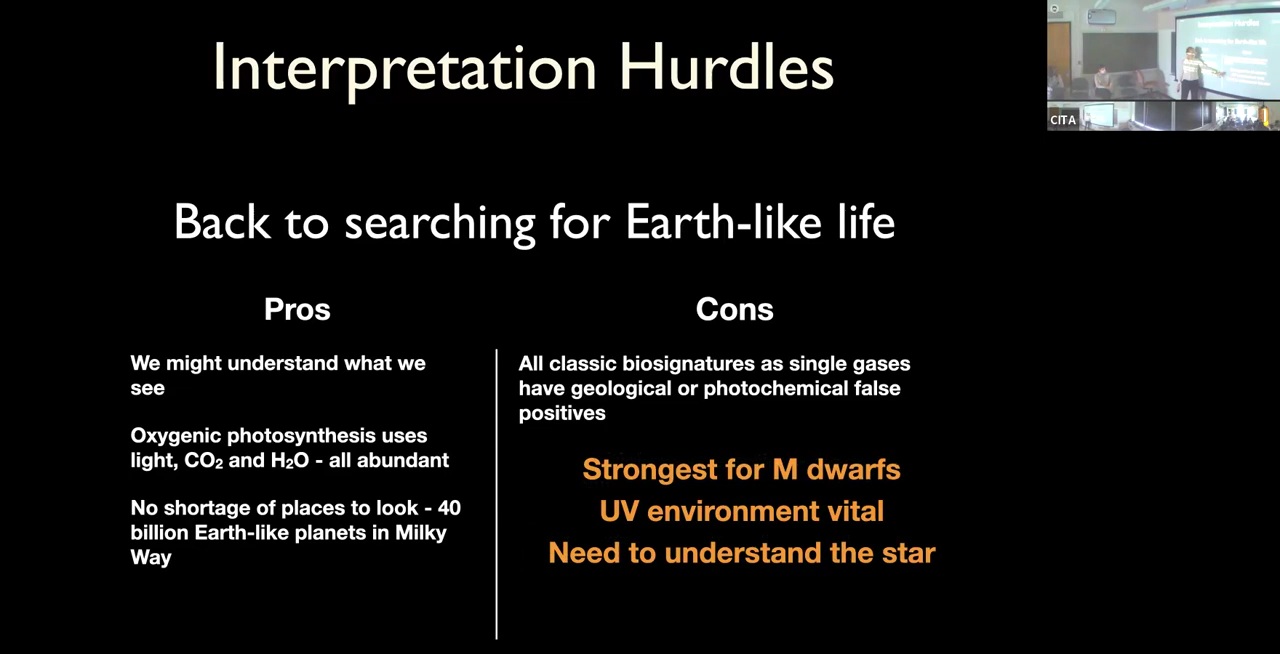 Interpretation Hurdles
Back to searching for Earth-like life
Pros
We might understand what we
see
Oxygenic photosynthesis uses
light, CO₂ and H₂O - all abundant
No shortage of places to look - 40
billion Earth-like planets in Milky
Way
Cons
All classic biosignatures as single gases
have geological or photochemical false
positives
Strongest for M dwarfs
UV environment vital
Need to understand the star
CITA
Interpretation Hurdles